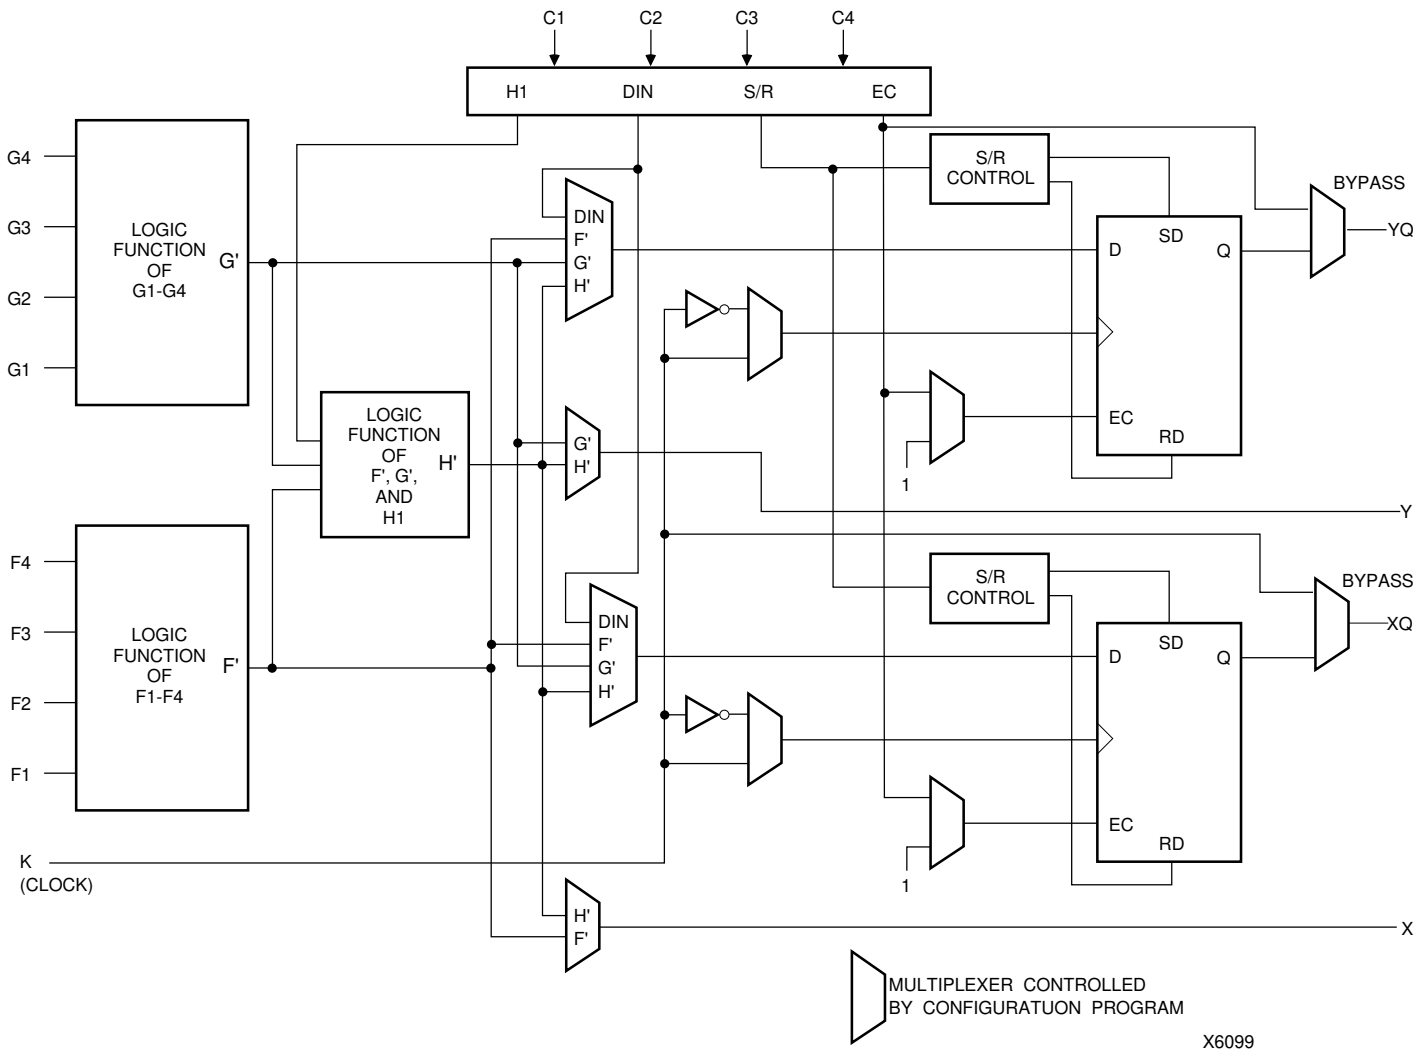 C1 C2 C3 C4
H1 DIN S/R EC
G4
G3
G2
G1
LOGIC
FUNCTION
OF
G1-G4
G'
DIN
F'
G'
H'
S/R
CONTROL
BYPASS
YQ
D
SD
Q
EC
RD
1
LOGIC
FUNCTION
OF
F', G',
AND
H1
H'
G'
H'
Y
F4
F3
F2
F1
LOGIC
FUNCTION
OF
F1-F4
F'
DIN
F'
G'
H'
S/R
CONTROL
BYPASS
XQ
D
SD
Q
EC
RD
1
K
(CLOCK)
H'
F'
X
MULTIPLEXER CONTROLLED
BY CONFIGURATUON PROGRAM
X6099